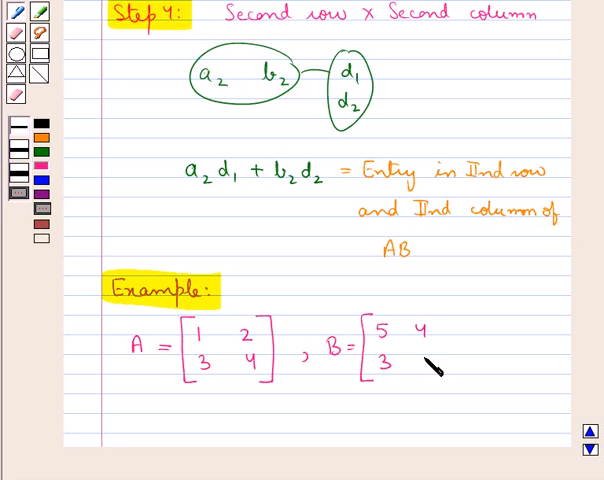 Step 4: Second row x Second column
a₂ b₂ d₁
d₂
a₂d₁ + b₂d₂ = Entry in IInd row
and IInd column of
AB
Example:
A = [1 2
3 4], B = [5 4
3